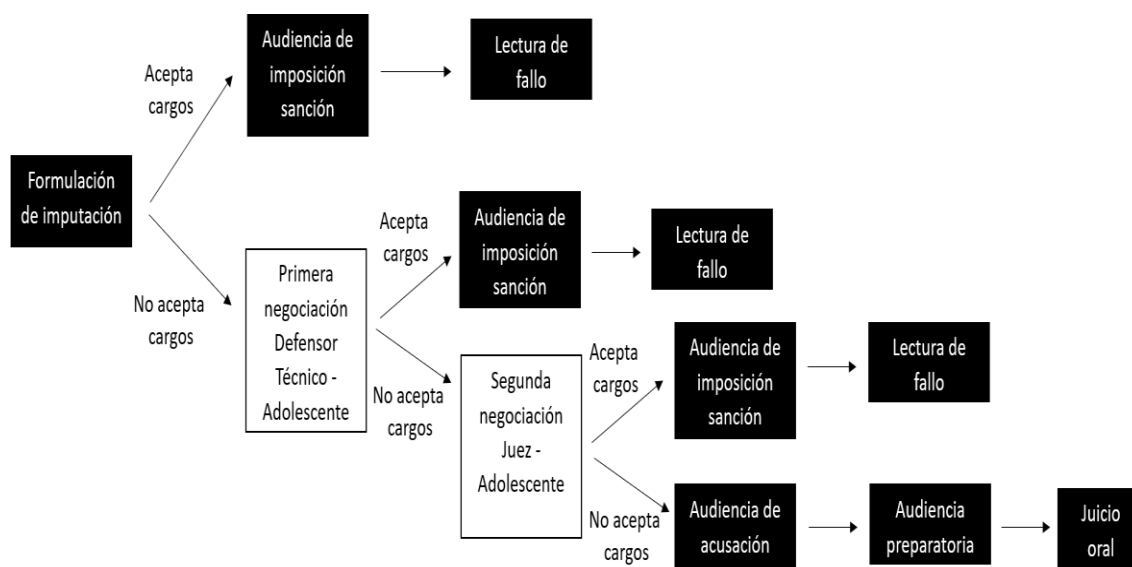 Audiencia de
imposición
sanción
Lectura de
fallo
Acepta
cargos
Formulación
de imputación
No acepta
cargos
Primera
negociación
Defensor
Técnico -
Adolescente
Acepta
cargos
Audiencia de
imposición
sanción
Lectura de
fallo
No acepta
cargos
Segunda
negociación
Juez -
Adolescente
Acepta
cargos
Audiencia de
imposición
sanción
Lectura de
fallo
No acepta
cargos
Audiencia de
acusación
Audiencia
preparatoria
Juicio
oral